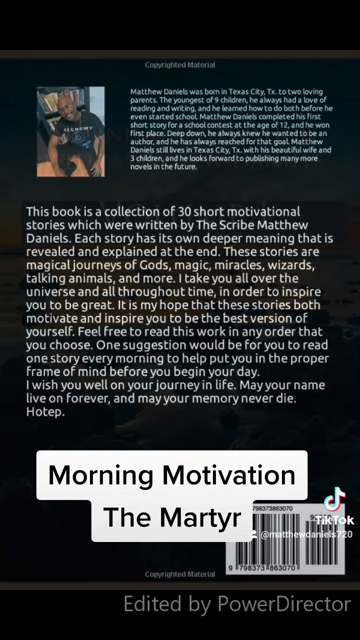 Copyrighted Material
Matthew Daniels was born in Texas City, Tx. to two loving
parents. The youngest of 9 children, he always had a love of
reading and writing, and he learned how to do both before he
even started school. Matthew Daniels completed his first
short story for a school contest at the age of 12, and he won
first place. Deep down, he always knew he wanted to be an
author, and he has always reached for that goal. Matthew
Daniels still lives in Texas City, Tx. with his beautiful wife and
3 children, and he looks forward to publishing many more
novels in the future.
ALCHEMY
This book is a collection of 30 short motivational
stories which were written by The Scribe Matthew
Daniels. Each story has its own deeper meaning that is
revealed and explained at the end. These stories are
magical journeys of Gods, magic, miracles, wizards,
talking animals, and more. I take you all over the
universe and all throughout time, in order to inspire
you to be great. It is my hope that these stories both
motivate and inspire you to be the best version of
yourself. Feel free to read this work in any order that
you choose. One suggestion would be for you to read
one story every morning to help put you in the proper
frame of mind before you begin your day.
I wish you well on your journey in life. May your name
live on forever, and may your memory never die.
Hotep.
Morning Motivation
The Martyr
TikTok
@matthewdaniels720
9 798373 863070
Copyrighted Material
Edited by PowerDirector